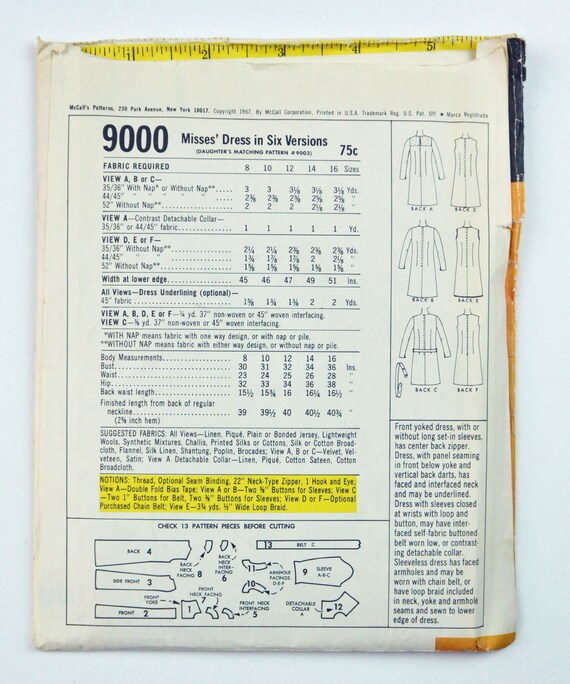 1 2 3 4 5
McCall's Patterns, 230 Park Avenue, New York 10017. Copyright 1967, By McCall Corporation, Printed in U.S.A. Trademark Reg. U.S. Pat. Off. • Marca Registrada
9000 Misses' Dress in Six Versions
(DAUGHTER'S MATCHING PATTERN #9003) 75c
FABRIC REQUIRED 8 10 12 14 16 Sizes
VIEW A, B or C—
35/36" With Nap* or Without Nap**..... 3 3 3⅛ 3⅛ 3⅛ Yds.
44/45" " " " " " .... 2⅜ 2⅜ 2⅜ 2⅜ 2⅜ "
52" Without Nap**..... 2 2 2 2⅛ 2⅛ "
VIEW A—Contrast Detachable Collar—
35/36" or 44/45" fabric..... 1 1 1 1 1 Yd.
VIEW D, E or F—
35/36" Without Nap**..... 2¼ 2¼ 2⅜ 2⅜ 2⅜ Yds.
44/45" " " ..... 1¾ 1⅞ 1⅞ 2 2⅛ "
52" Without Nap**..... 1⅝ 1⅝ 1⅝ 1⅝ 1⅝ "
Width at lower edge..... 45 46 47 49 51 Ins.
All Views—Dress Underlining (optional)—
45" fabric..... 1⅝ 1¾ 1¾ 2 2 Yds.
VIEW A, B, D, E or F—¼ yd. 37" non-woven or 45" woven interfacing.
VIEW C—⅝ yd. 37" non-woven or 45" woven interfacing.
*WITH NAP means fabric with one way design, or with nap or pile.
**WITHOUT NAP means fabric with either way design, or without nap or pile.
Body Measurements..... 8 10 12 14 16
Bust..... 30 31 32 34 36 Ins.
Waist..... 23 24 25 26 28 "
Hip..... 32 33 34 36 38 "
Back waist length..... 15½ 15¾ 16 16¼ 16½ "
Finished length from back of regular
neckline..... 39 39½ 40 40½ 40¾ "
(2⅝ inch hem)
SUGGESTED FABRICS: All Views—Linen, Piqué, Plain or Bonded Jersey, Lightweight
Wools, Synthetic Mixtures, Challis, Printed Silks or Cottons, Silk or Cotton Broad-
cloth, Flannel, Silk Linen, Shantung, Poplin, Brocades; View A, B or C—Velvet, Vel-
veteen, Satin; View A Detachable Collar—Linen, Piqué, Cotton Sateen, Cotton
Broadcloth.
NOTIONS: Thread, Optional Seam Binding, 22" Neck-Type Zipper, 1 Hook and Eye;
View A—Double Fold Bias Tape; View A or B—Two ⅝" Buttons for Sleeves; View C
—Two 1" Buttons for Belt, Two ⅝" Buttons for Sleeves; View D or F—Optional
Purchased Chain Belt; View E—3¾ yds. ½" Wide Loop Braid.
CHECK 13 PATTERN PIECES BEFORE CUTTING
BACK 4
SIDE FRONT 3
FRONT 2
BACK NECK FACING 8
BACK NECK INTER-FACING 6
FRONT YOKE 1
FRONT NECK FACING 7
FRONT NECK INTERFACING 5
13 BELT C
11
10
ARMHOLE FACINGS D-E-F
9 SLEEVE A-B-C
DETACHABLE COLLAR A 12
BACK A BACK D
BACK B BACK E
BACK C BACK F
Front yoked dress, with or
without long set-in sleeves,
has center back zipper.
Dress, with panel seaming
in front below yoke and
vertical back darts, has
faced and interfaced neck
and may be underlined.
Dress with sleeves closed
at wrists with loop and
button, may have inter-
faced self-fabric buttoned
belt worn low, or contrast-
ing detachable collar.
Sleeveless dress has faced
armholes and may be
worn with chain belt, or
have loop braid included
in neck, yoke and armhole
seams and sewn to lower
edge of dress.